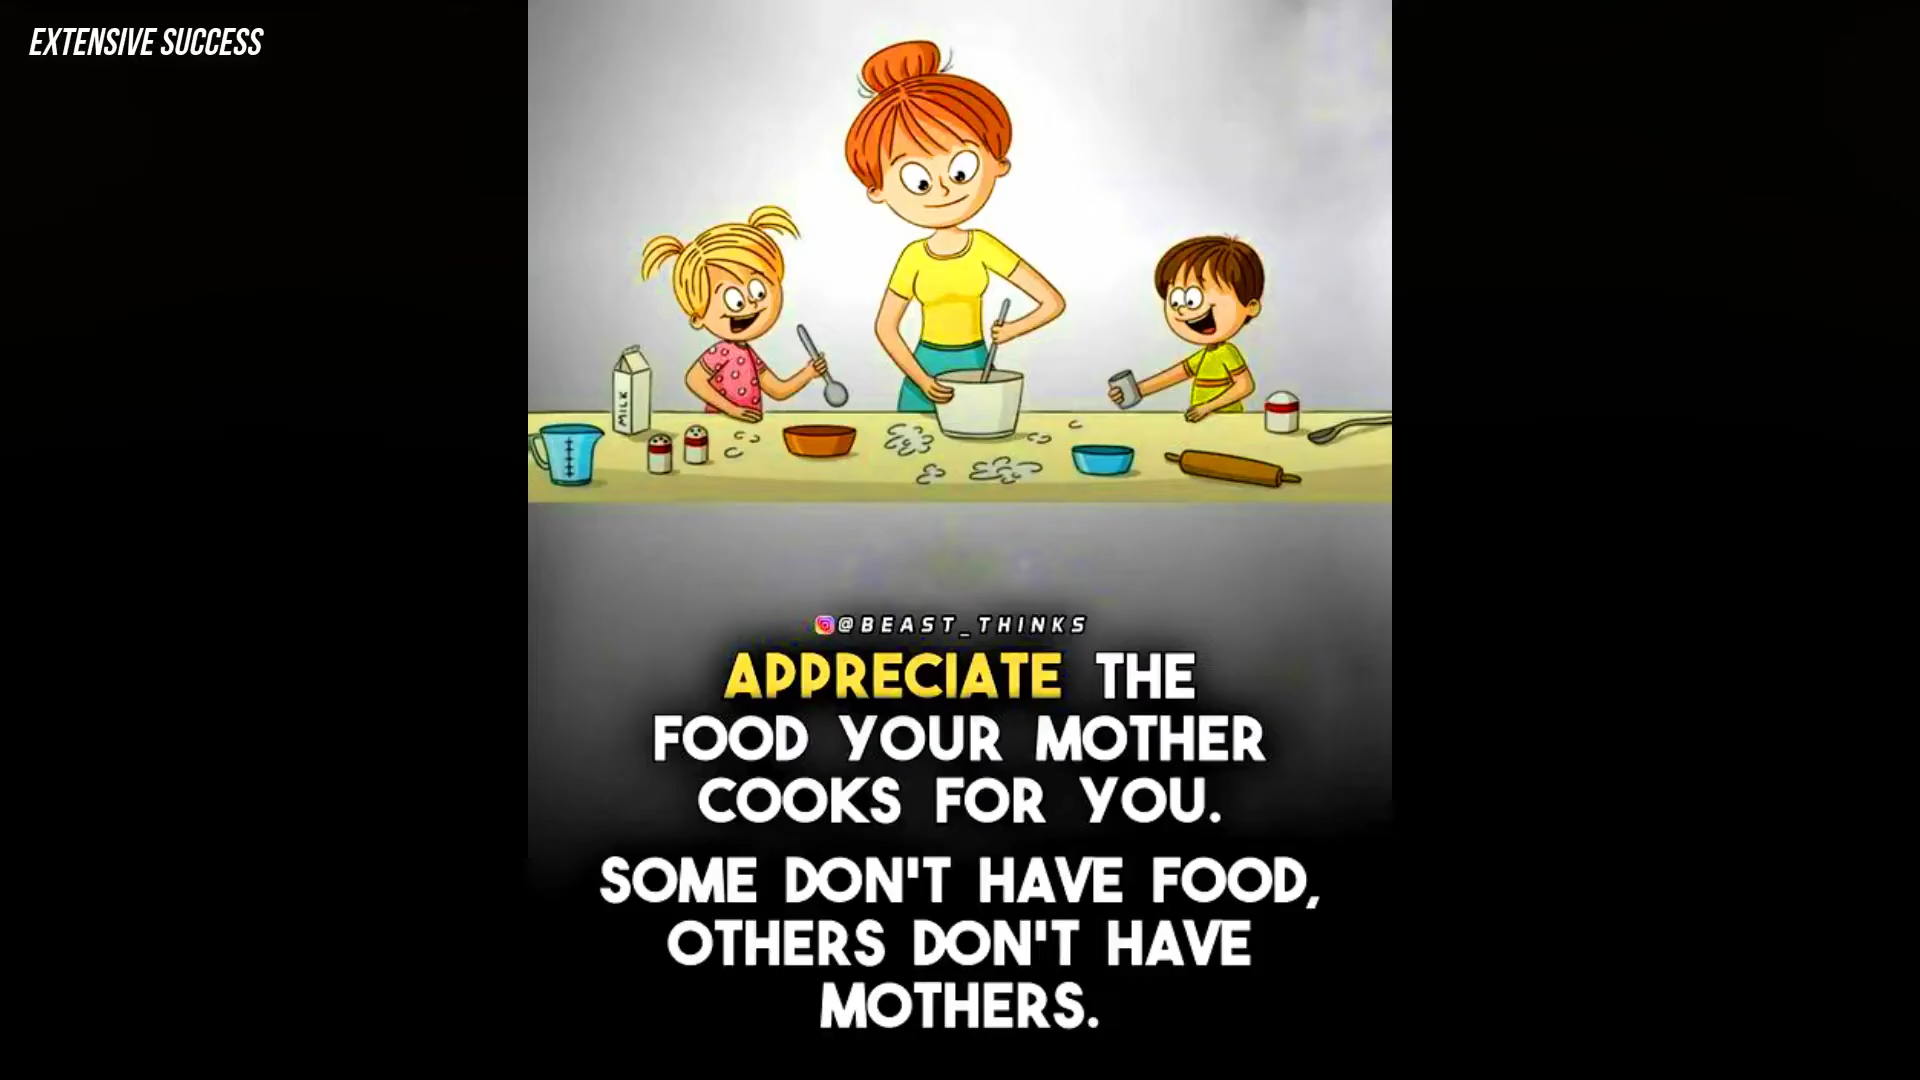 EXTENSIVE SUCCESS
MILK
@BEAST_THINKS
APPRECIATE THE
FOOD YOUR MOTHER
COOKS FOR YOU.
SOME DON'T HAVE FOOD,
OTHERS DON'T HAVE
MOTHERS.